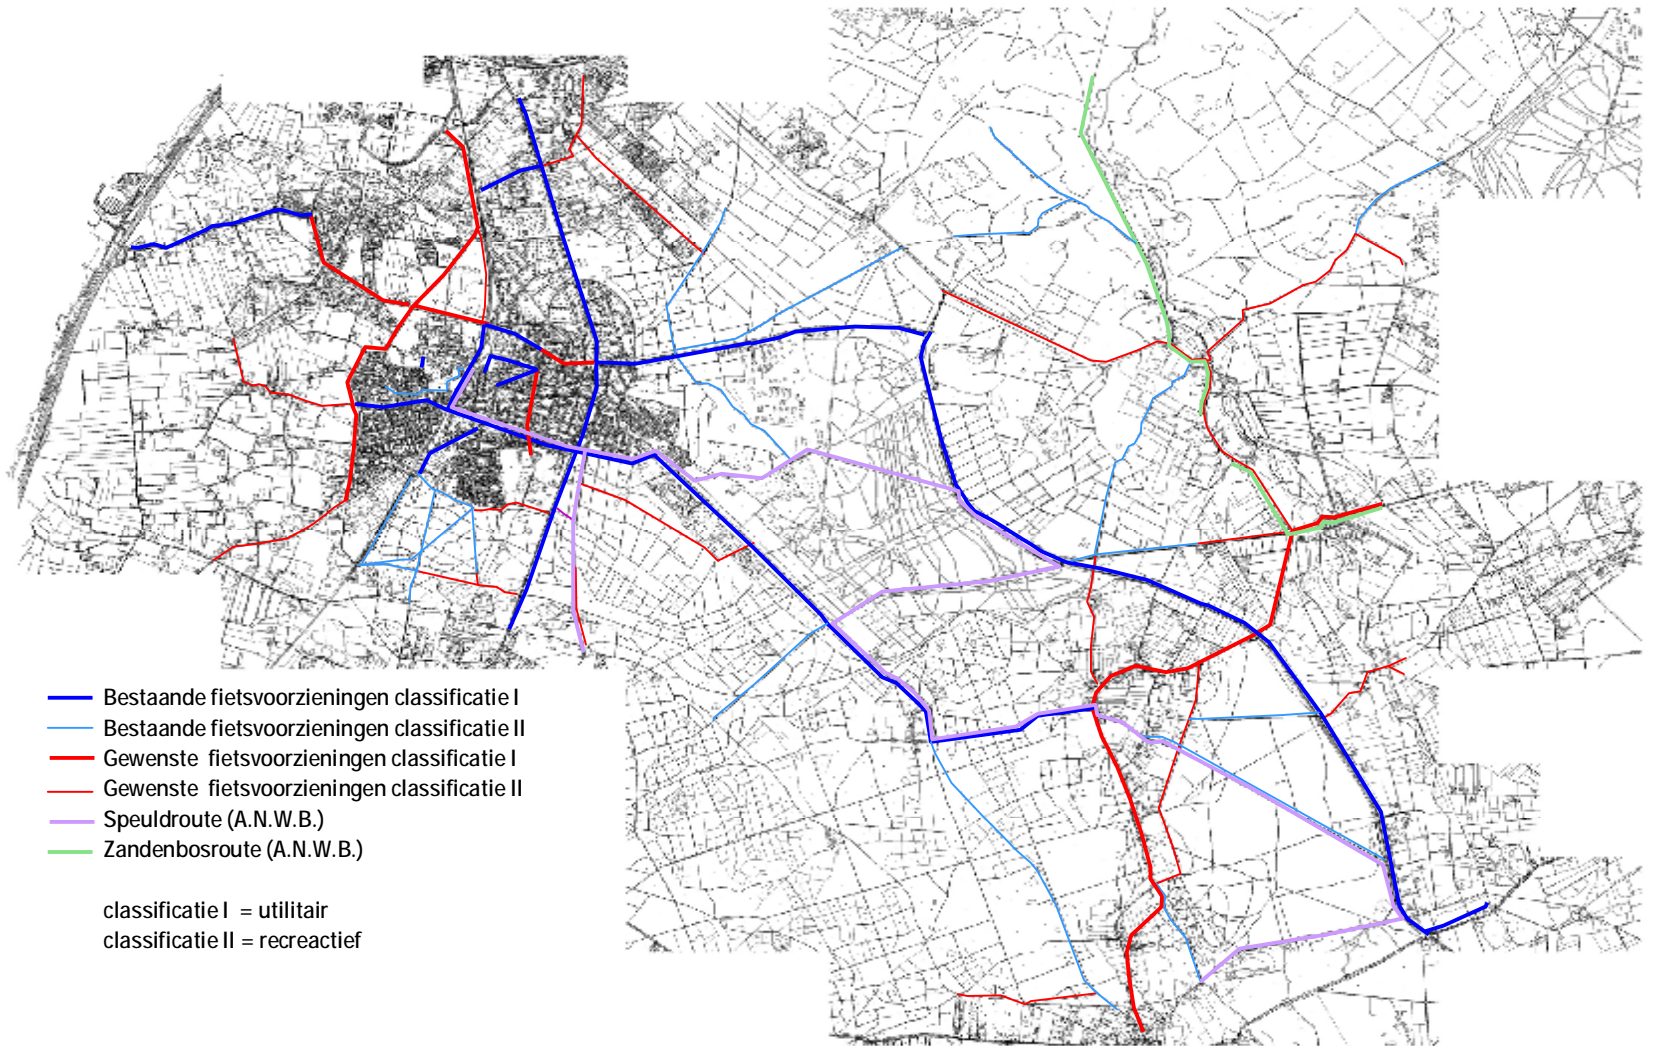 Bestaande fietsvoorzieningen classificatie I
Bestaande fietsvoorzieningen classificatie II
Gewenste fietsvoorzieningen classificatie I
Gewenste fietsvoorzieningen classificatie II
Speuldroute (A.N.W.B.)
Zandenbosroute (A.N.W.B.)
classificatie I = utilitair
classificatie II = recreactief